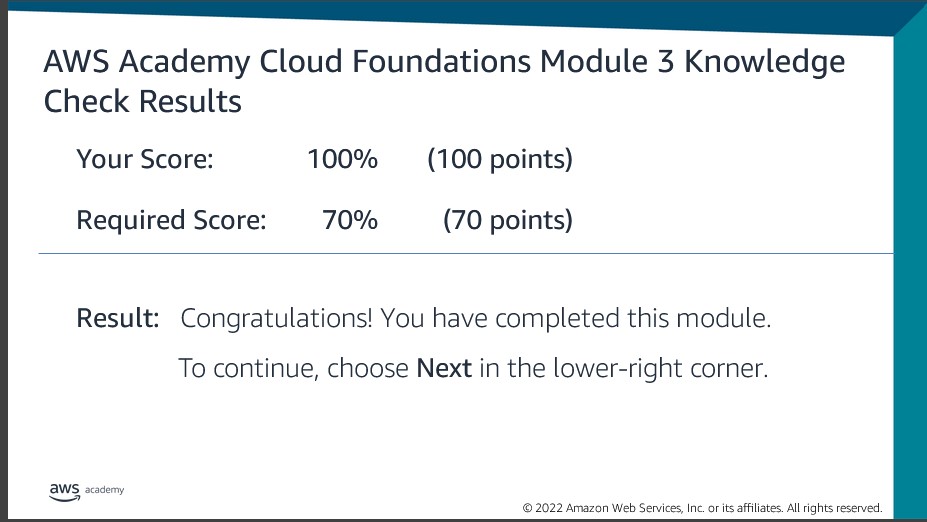 AWS Academy Cloud Foundations Module 3 Knowledge
Check Results
Your Score: 100% (100 points)
Required Score: 70% (70 points)
Result: Congratulations! You have completed this module.
To continue, choose Next in the lower-right corner.
aws academy
© 2022 Amazon Web Services, Inc. or its affiliates. All rights reserved.